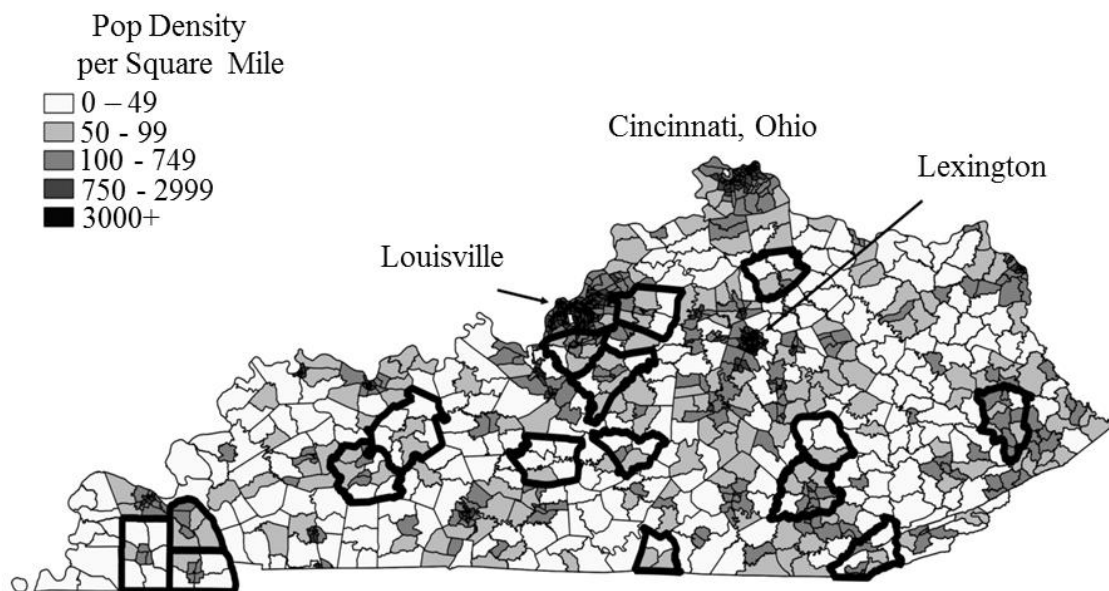 Pop Density
per Square Mile
0 – 49
50 - 99
100 - 749
750 - 2999
3000+
Cincinnati, Ohio
Lexington
Louisville